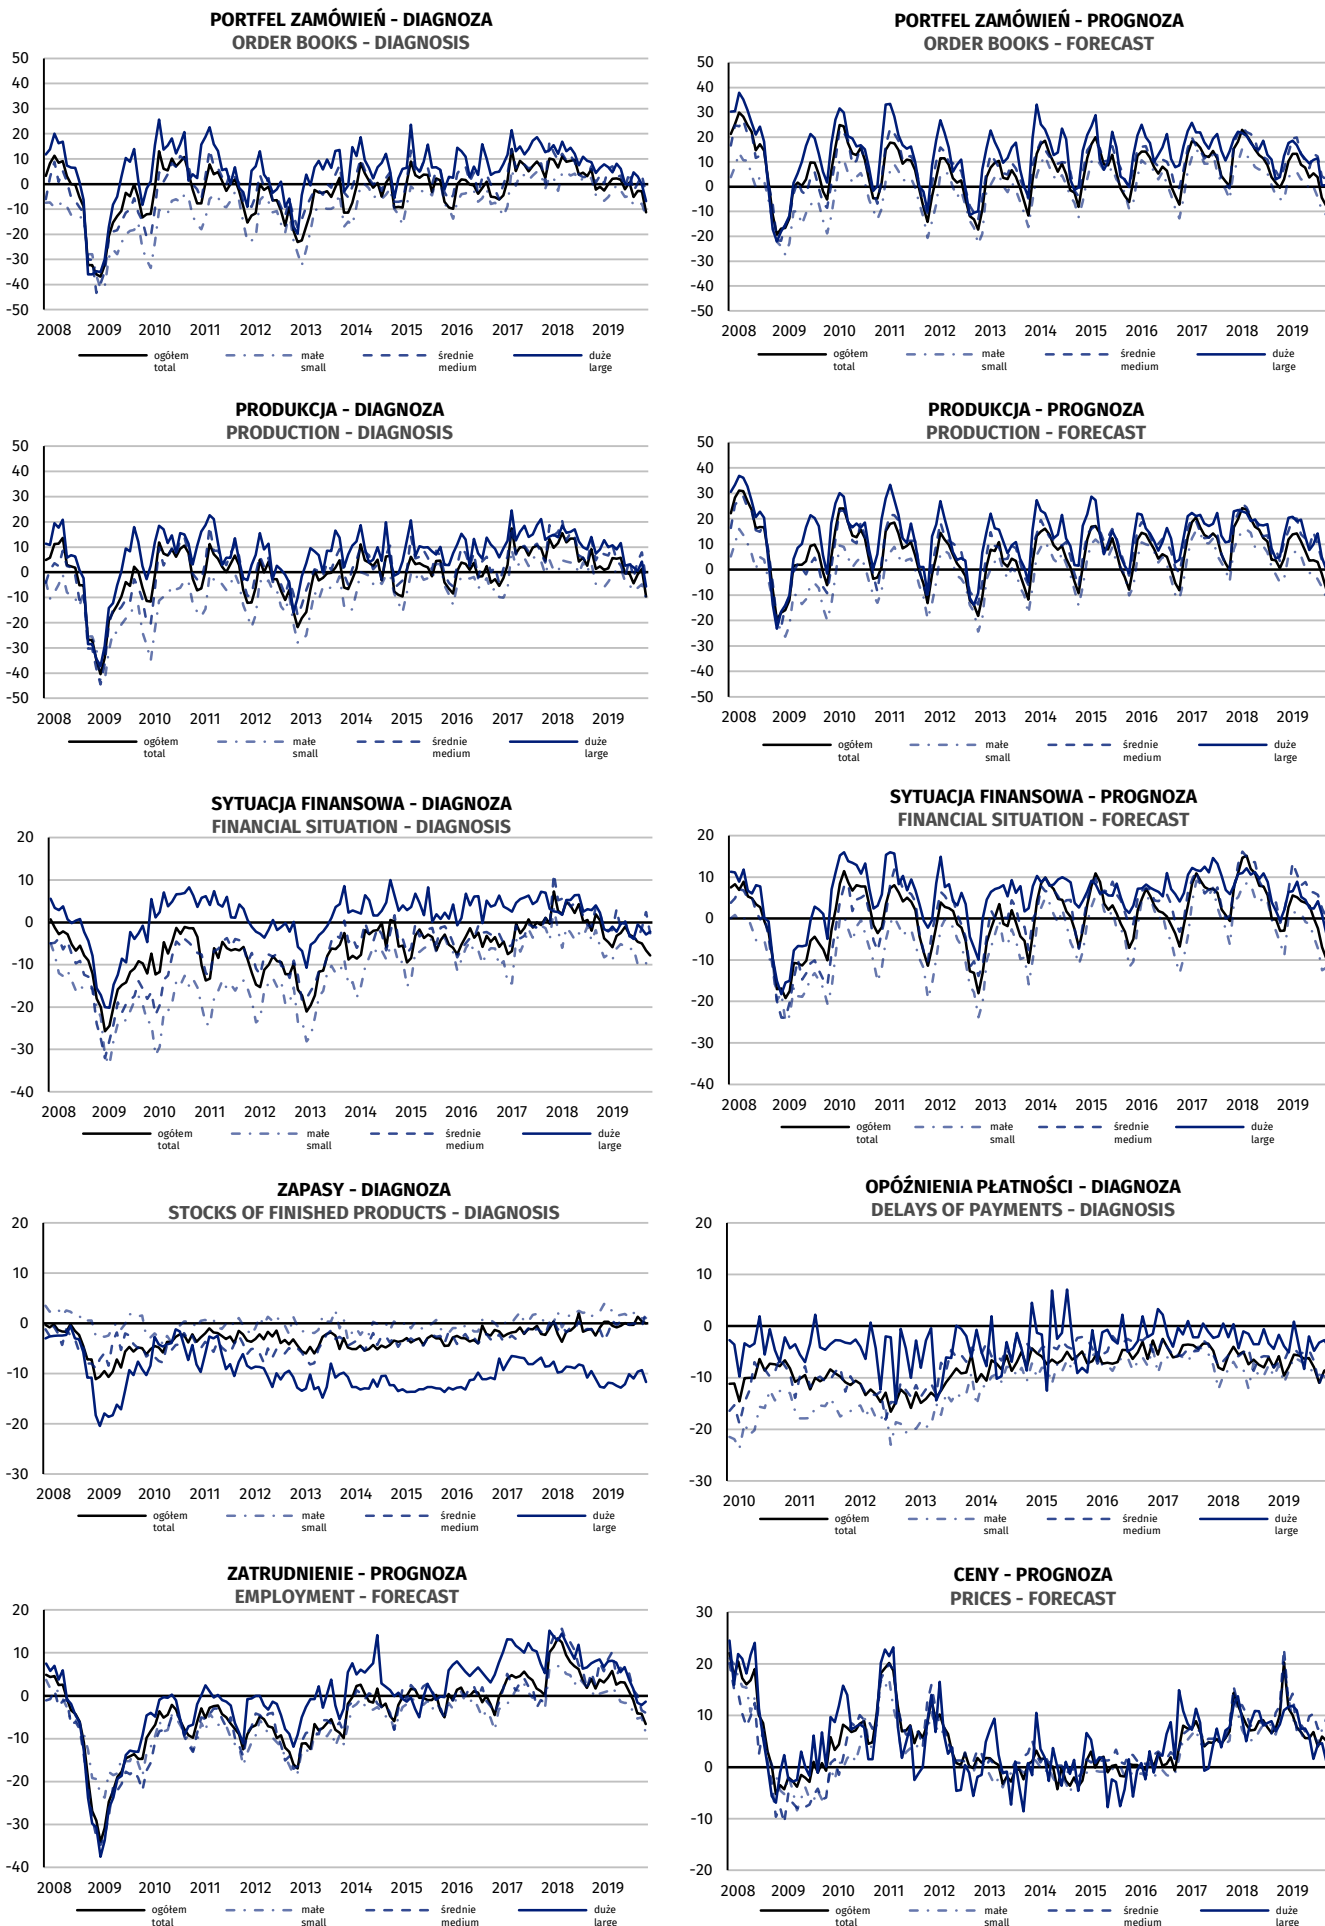 PORTFEL ZAMÓWIEŃ - DIAGNOZA
ORDER BOOKS - DIAGNOSIS
50
40
30
20
10
0
-10
-20
-30
-40
-50
2008 2009 2010 2011 2012 2013 2014 2015 2016 2017 2018 2019
ogółem małe średnie duże
total small medium large
PORTFEL ZAMÓWIEŃ - PROGNOZA
ORDER BOOKS - FORECAST
50
40
30
20
10
0
-10
-20
-30
-40
-50
2008 2009 2010 2011 2012 2013 2014 2015 2016 2017 2018 2019
ogółem małe średnie duże
total small medium large
PRODUKCJA - DIAGNOZA
PRODUCTION - DIAGNOSIS
50
40
30
20
10
0
-10
-20
-30
-40
-50
2008 2009 2010 2011 2012 2013 2014 2015 2016 2017 2018 2019
ogółem małe średnie duże
total small medium large
PRODUKCJA - PROGNOZA
PRODUCTION - FORECAST
50
40
30
20
10
0
-10
-20
-30
-40
-50
2008 2009 2010 2011 2012 2013 2014 2015 2016 2017 2018 2019
ogółem małe średnie duże
total small medium large
SYTUACJA FINANSOWA - DIAGNOZA
FINANCIAL SITUATION - DIAGNOSIS
20
10
0
-10
-20
-30
-40
2008 2009 2010 2011 2012 2013 2014 2015 2016 2017 2018 2019
ogółem małe średnie duże
total small medium large
SYTUACJA FINANSOWA - PROGNOZA
FINANCIAL SITUATION - FORECAST
20
10
0
-10
-20
-30
-40
2008 2009 2010 2011 2012 2013 2014 2015 2016 2017 2018 2019
ogółem małe średnie duże
total small medium large
ZAPASY - DIAGNOZA
STOCKS OF FINISHED PRODUCTS - DIAGNOSIS
20
10
0
-10
-20
-30
2008 2009 2010 2011 2012 2013 2014 2015 2016 2017 2018 2019
ogółem małe średnie duże
total small medium large
OPÓŹNIENIA PŁATNOŚCI - DIAGNOZA
DELAYS OF PAYMENTS - DIAGNOSIS
20
10
0
-10
-20
-30
2010 2011 2012 2013 2014 2015 2016 2017 2018 2019
ogółem małe średnie duże
total small medium large
ZATRUDNIENIE - PROGNOZA
EMPLOYMENT - FORECAST
20
10
0
-10
-20
-30
-40
2008 2009 2010 2011 2012 2013 2014 2015 2016 2017 2018 2019
ogółem małe średnie duże
total small medium large
CENY - PROGNOZA
PRICES - FORECAST
30
20
10
0
-10
-20
2008 2009 2010 2011 2012 2013 2014 2015 2016 2017 2018 2019
ogółem małe średnie duże
total small medium large